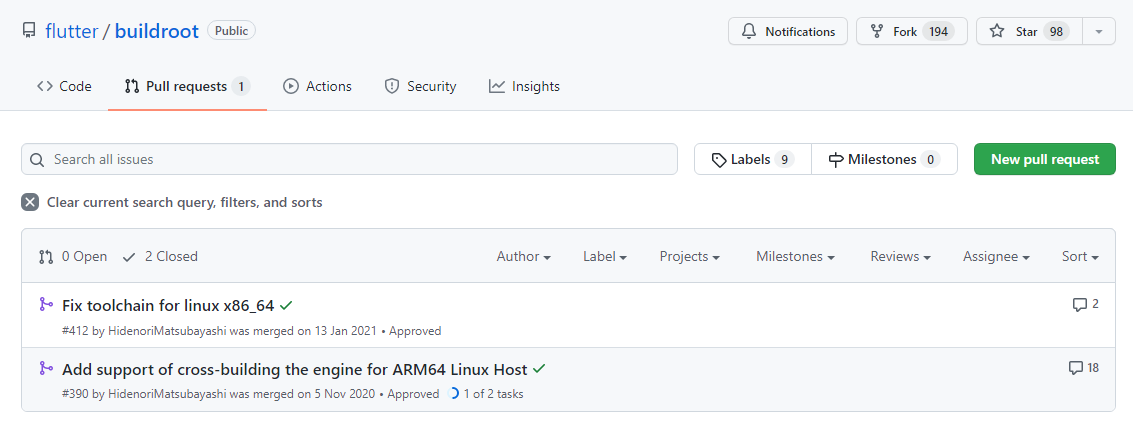 flutter / buildroot Public Notifications Fork 194 Star 98
Code Pull requests 1 Actions Security Insights
Search all issues Labels 9 Milestones 0 New pull request
Clear current search query, filters, and sorts
0 Open 2 Closed Author Label Projects Milestones Reviews Assignee Sort
Fix toolchain for linux x86_64 2
#412 by HidenoriMatsubayashi was merged on 13 Jan 2021 • Approved
Add support of cross-building the engine for ARM64 Linux Host 18
#390 by HidenoriMatsubayashi was merged on 5 Nov 2020 • Approved 1 of 2 tasks